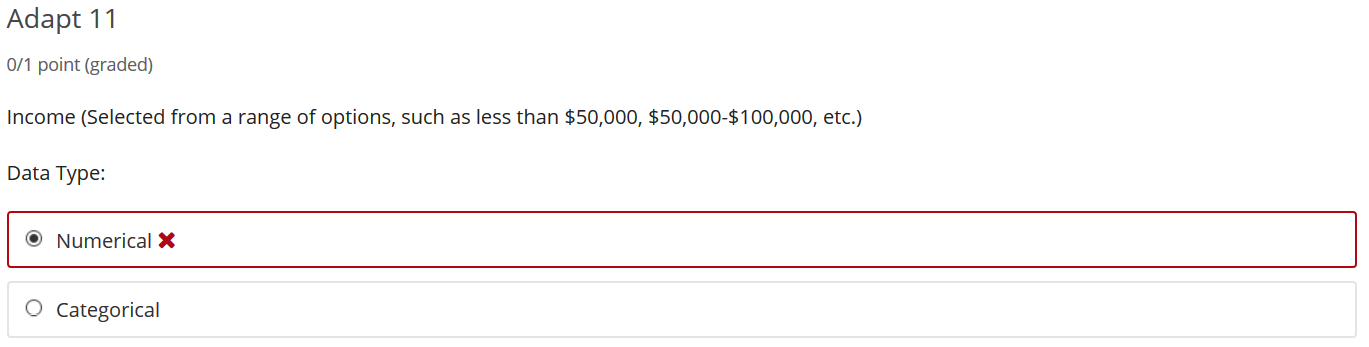 Adapt 11
0/1 point (graded)
Income (Selected from a range of options, such as less than $50,000, $50,000-$100,000, etc.)
Data Type:
Numerical ✖
Categorical